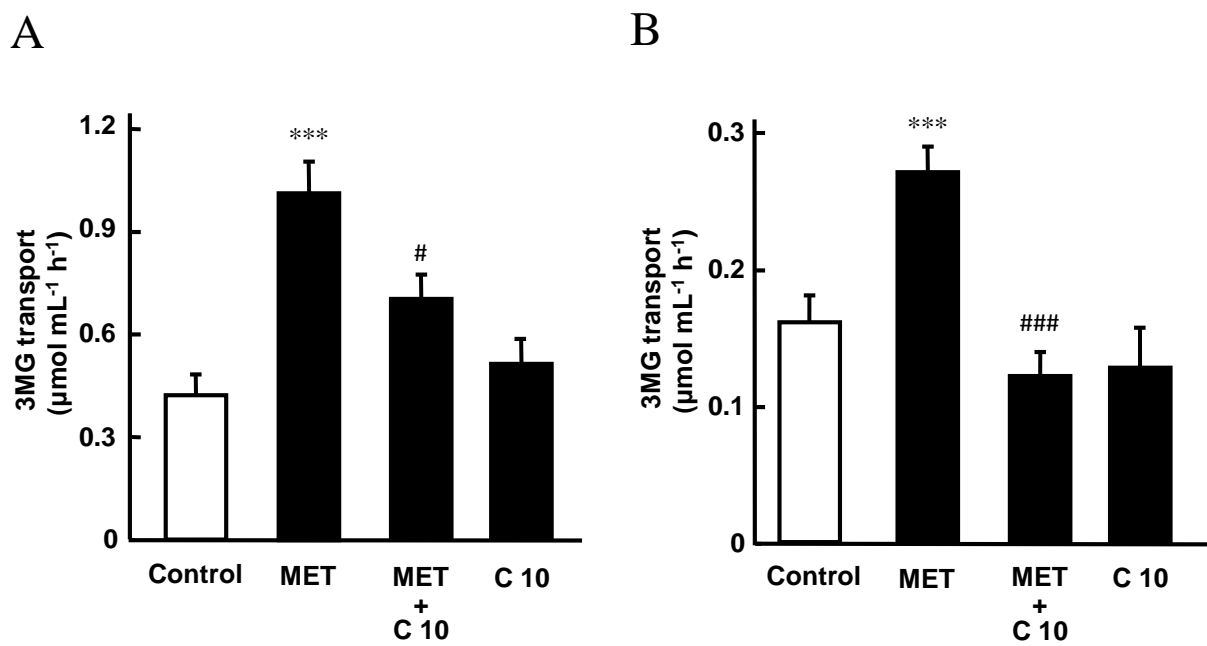 A
3MG transport
(µmol mL-1 h-1)
1.2
0.9
0.6
0.3
0
***
#
Control
MET
MET
+
C 10
C 10
B
3MG transport
(µmol mL-1 h-1)
0.3
0.2
0.1
0
***
###
Control
MET
MET
+
C 10
C 10